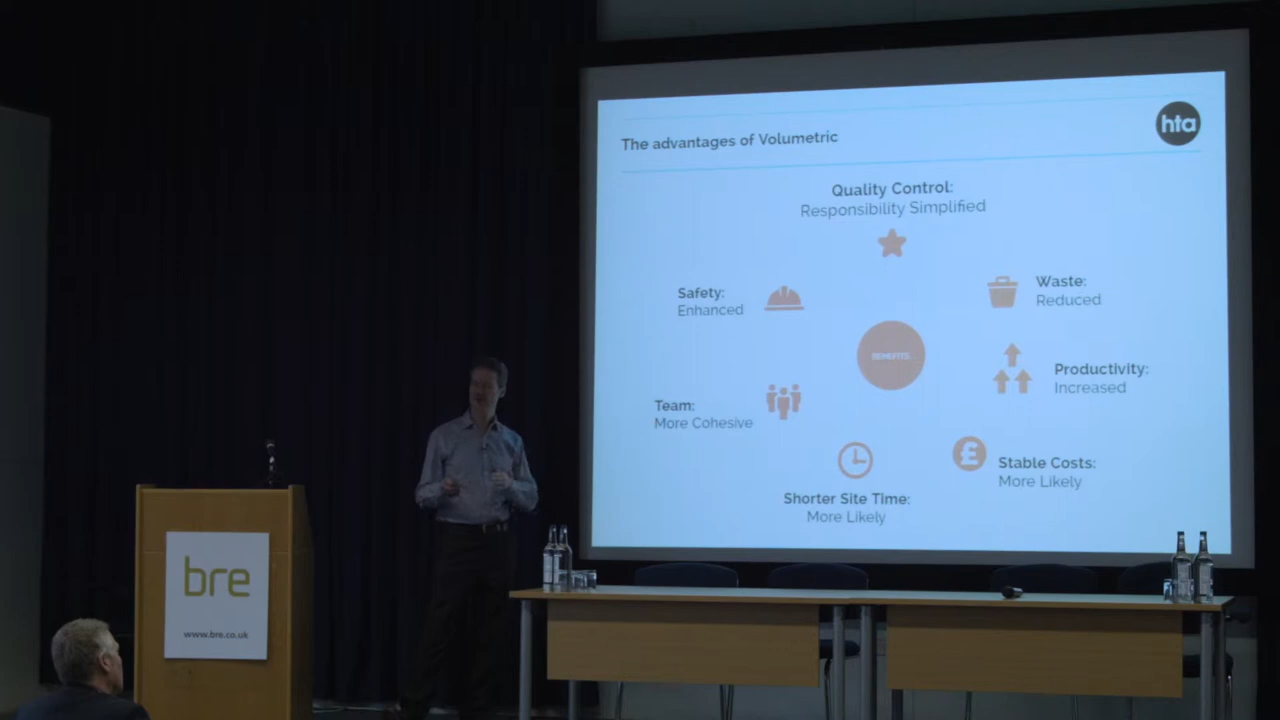 The advantages of Volumetric
hta
Quality Control:
Responsibility Simplified
Safety:
Enhanced
Waste:
Reduced
BENEFITS
Productivity:
Increased
Team:
More Cohesive
£
Stable Costs:
More Likely
Shorter Site Time:
More Likely
bre
www.bre.co.uk